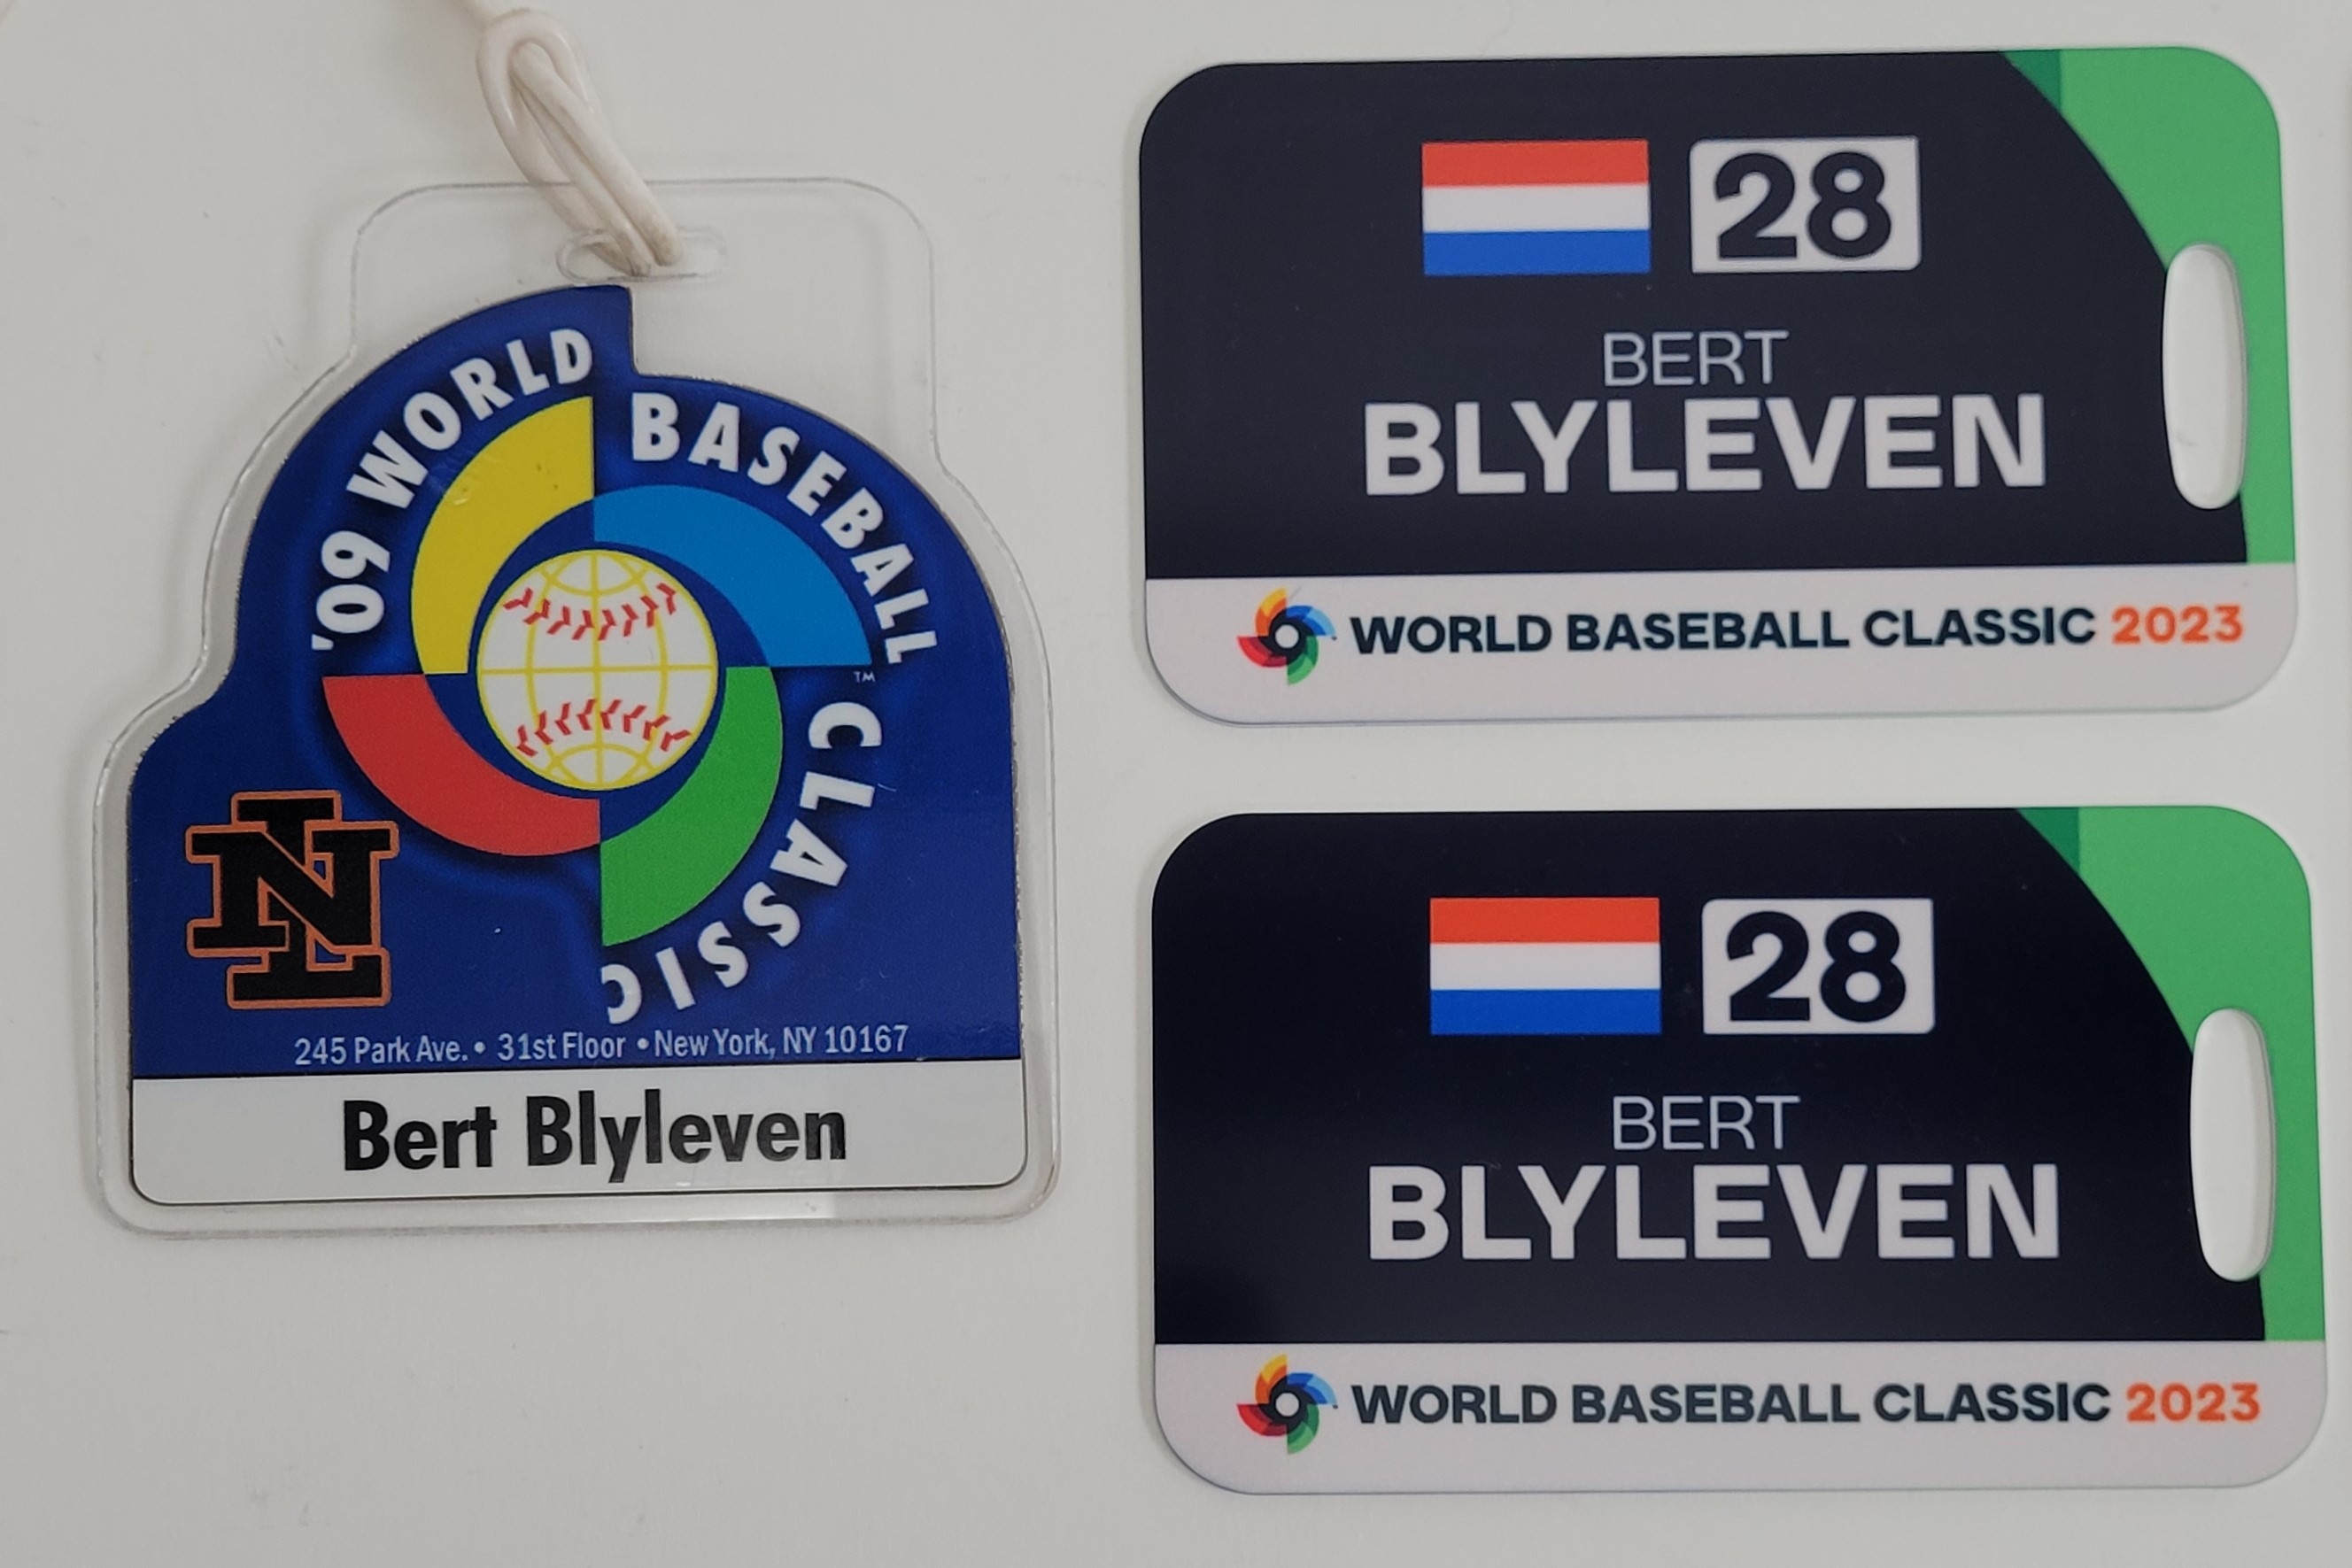 '09 WORLD BASEBALL CLASSIC
TM
NL
245 Park Ave. • 31st Floor • New York, NY 10167
Bert Blyleven
28
BERT
BLYLEVEN
WORLD BASEBALL CLASSIC 2023
28
BERT
BLYLEVEN
WORLD BASEBALL CLASSIC 2023